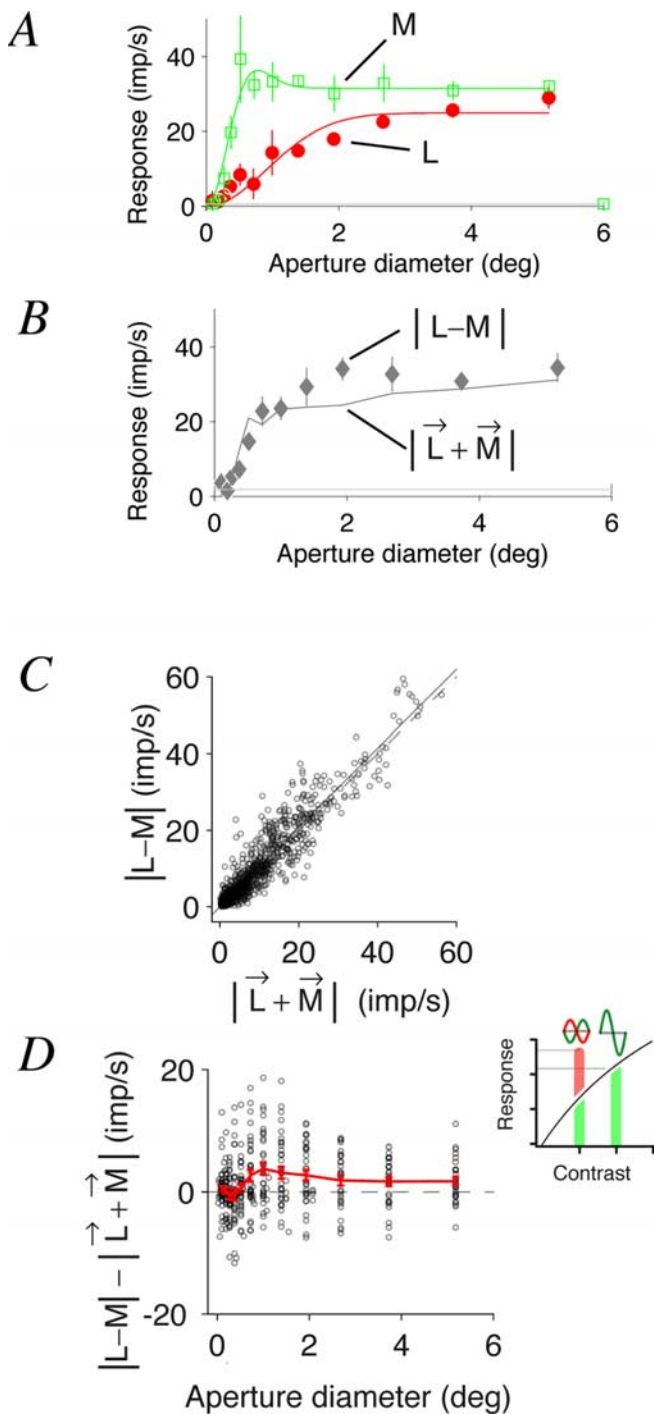 A
Response (imp/s)
40
20
0
M
L
0 2 4 6
Aperture diameter (deg)
B
Response (imp/s)
40
20
0
| L–M |
| L⃗ + M⃗ |
0 2 4 6
Aperture diameter (deg)
C
|L–M| (imp/s)
60
40
20
0
0 20 40 60
| L⃗ + M⃗ | (imp/s)
D
|L–M| – | L⃗ + M⃗ | (imp/s)
20
0
-20
0 2 4 6
Aperture diameter (deg)
Response
Contrast